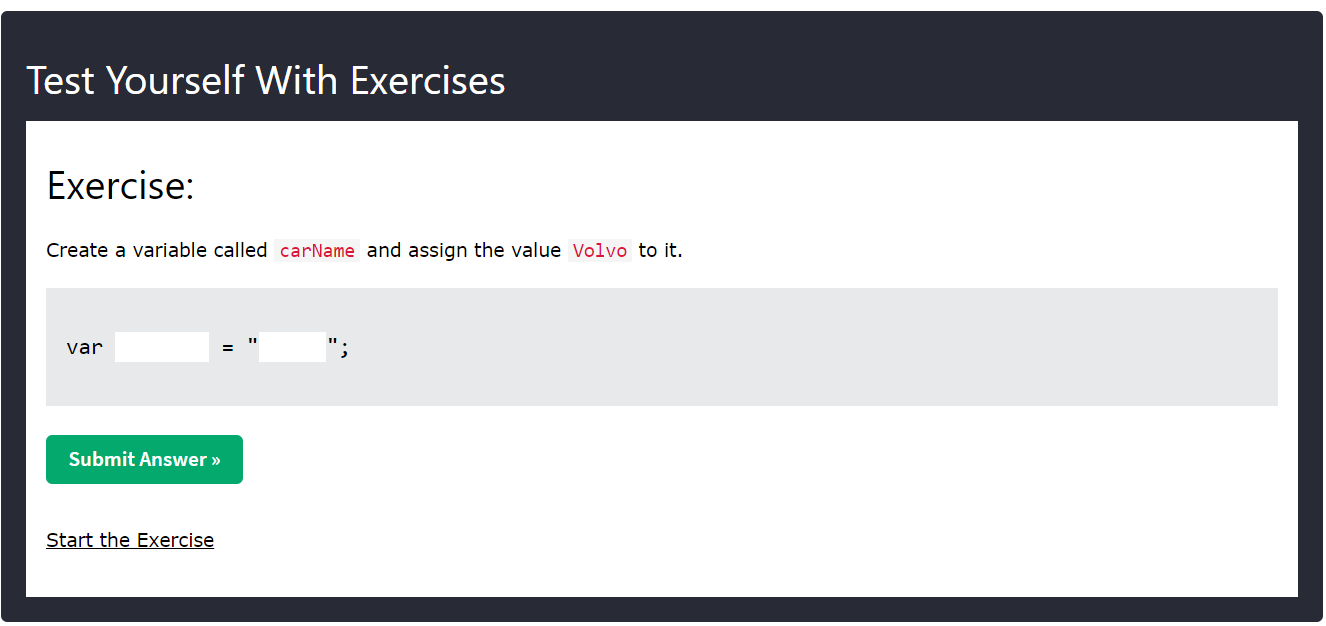 Test Yourself With Exercises
Exercise:
Create a variable called carName and assign the value Volvo to it.
var = "";
Submit Answer »
Start the Exercise